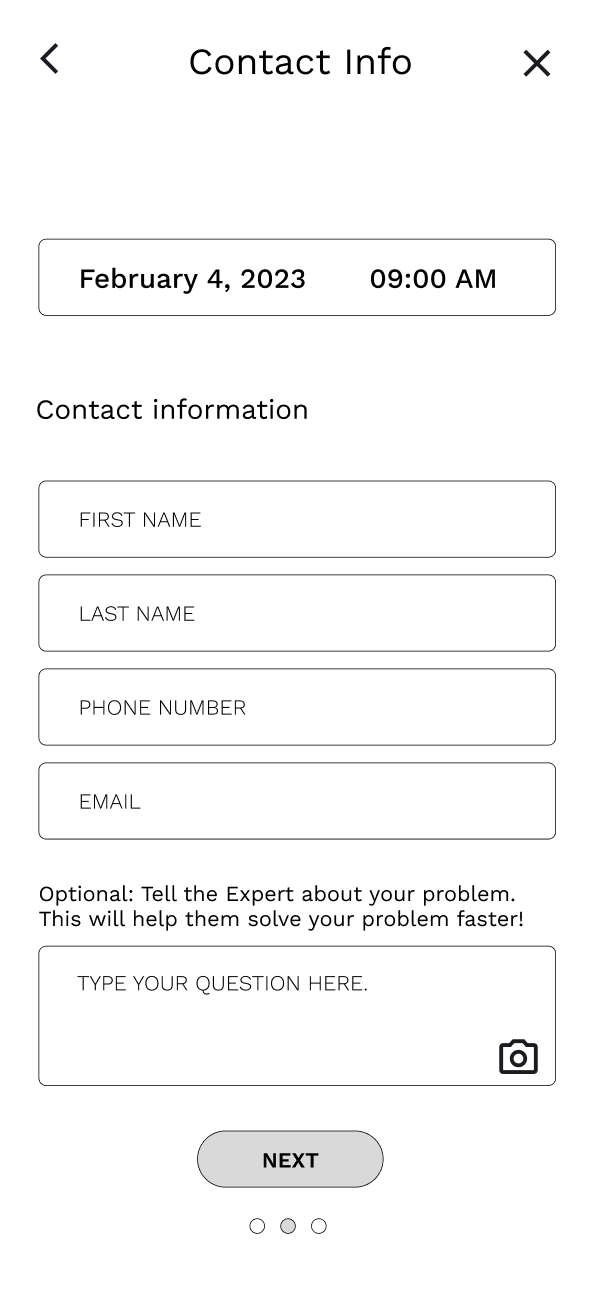 Contact Info
February 4, 2023 09:00 AM
Contact information
FIRST NAME
LAST NAME
PHONE NUMBER
EMAIL
Optional: Tell the Expert about your problem.
This will help them solve your problem faster!
TYPE YOUR QUESTION HERE.
NEXT